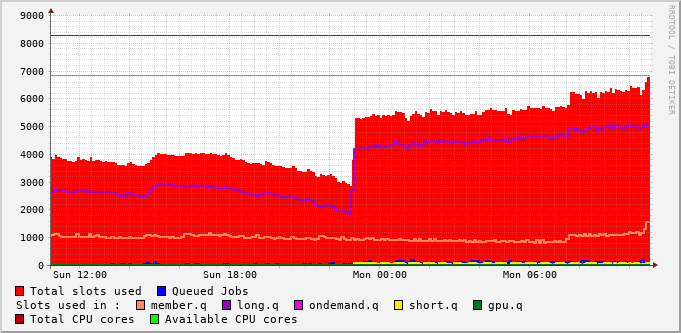 9000
8000
7000
6000
5000
4000
3000
2000
1000
0
Sun 12:00 Sun 18:00 Mon 00:00 Mon 06:00
RRDTOOL / TOBI OETIKER
Total slots used Queued Jobs
Slots used in : member.q long.q ondemand.q short.q gpu.q
Total CPU cores Available CPU cores